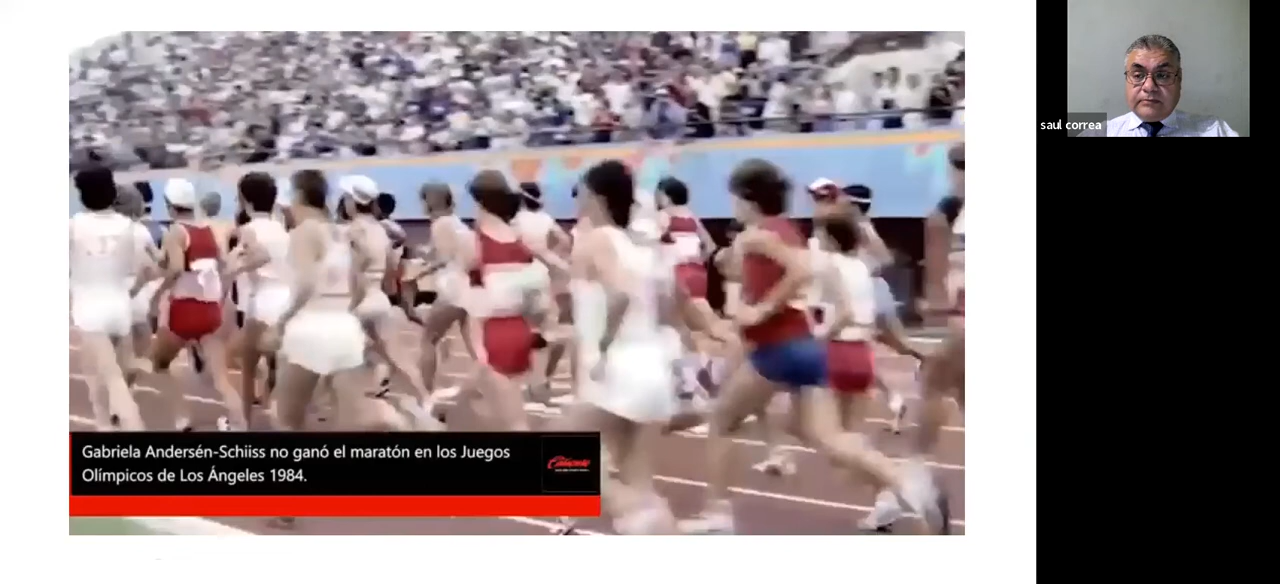 Gabriela Andersén-Schiiss no ganó el maratón en los Juegos
Olímpicos de Los Ángeles 1984.
saul correa